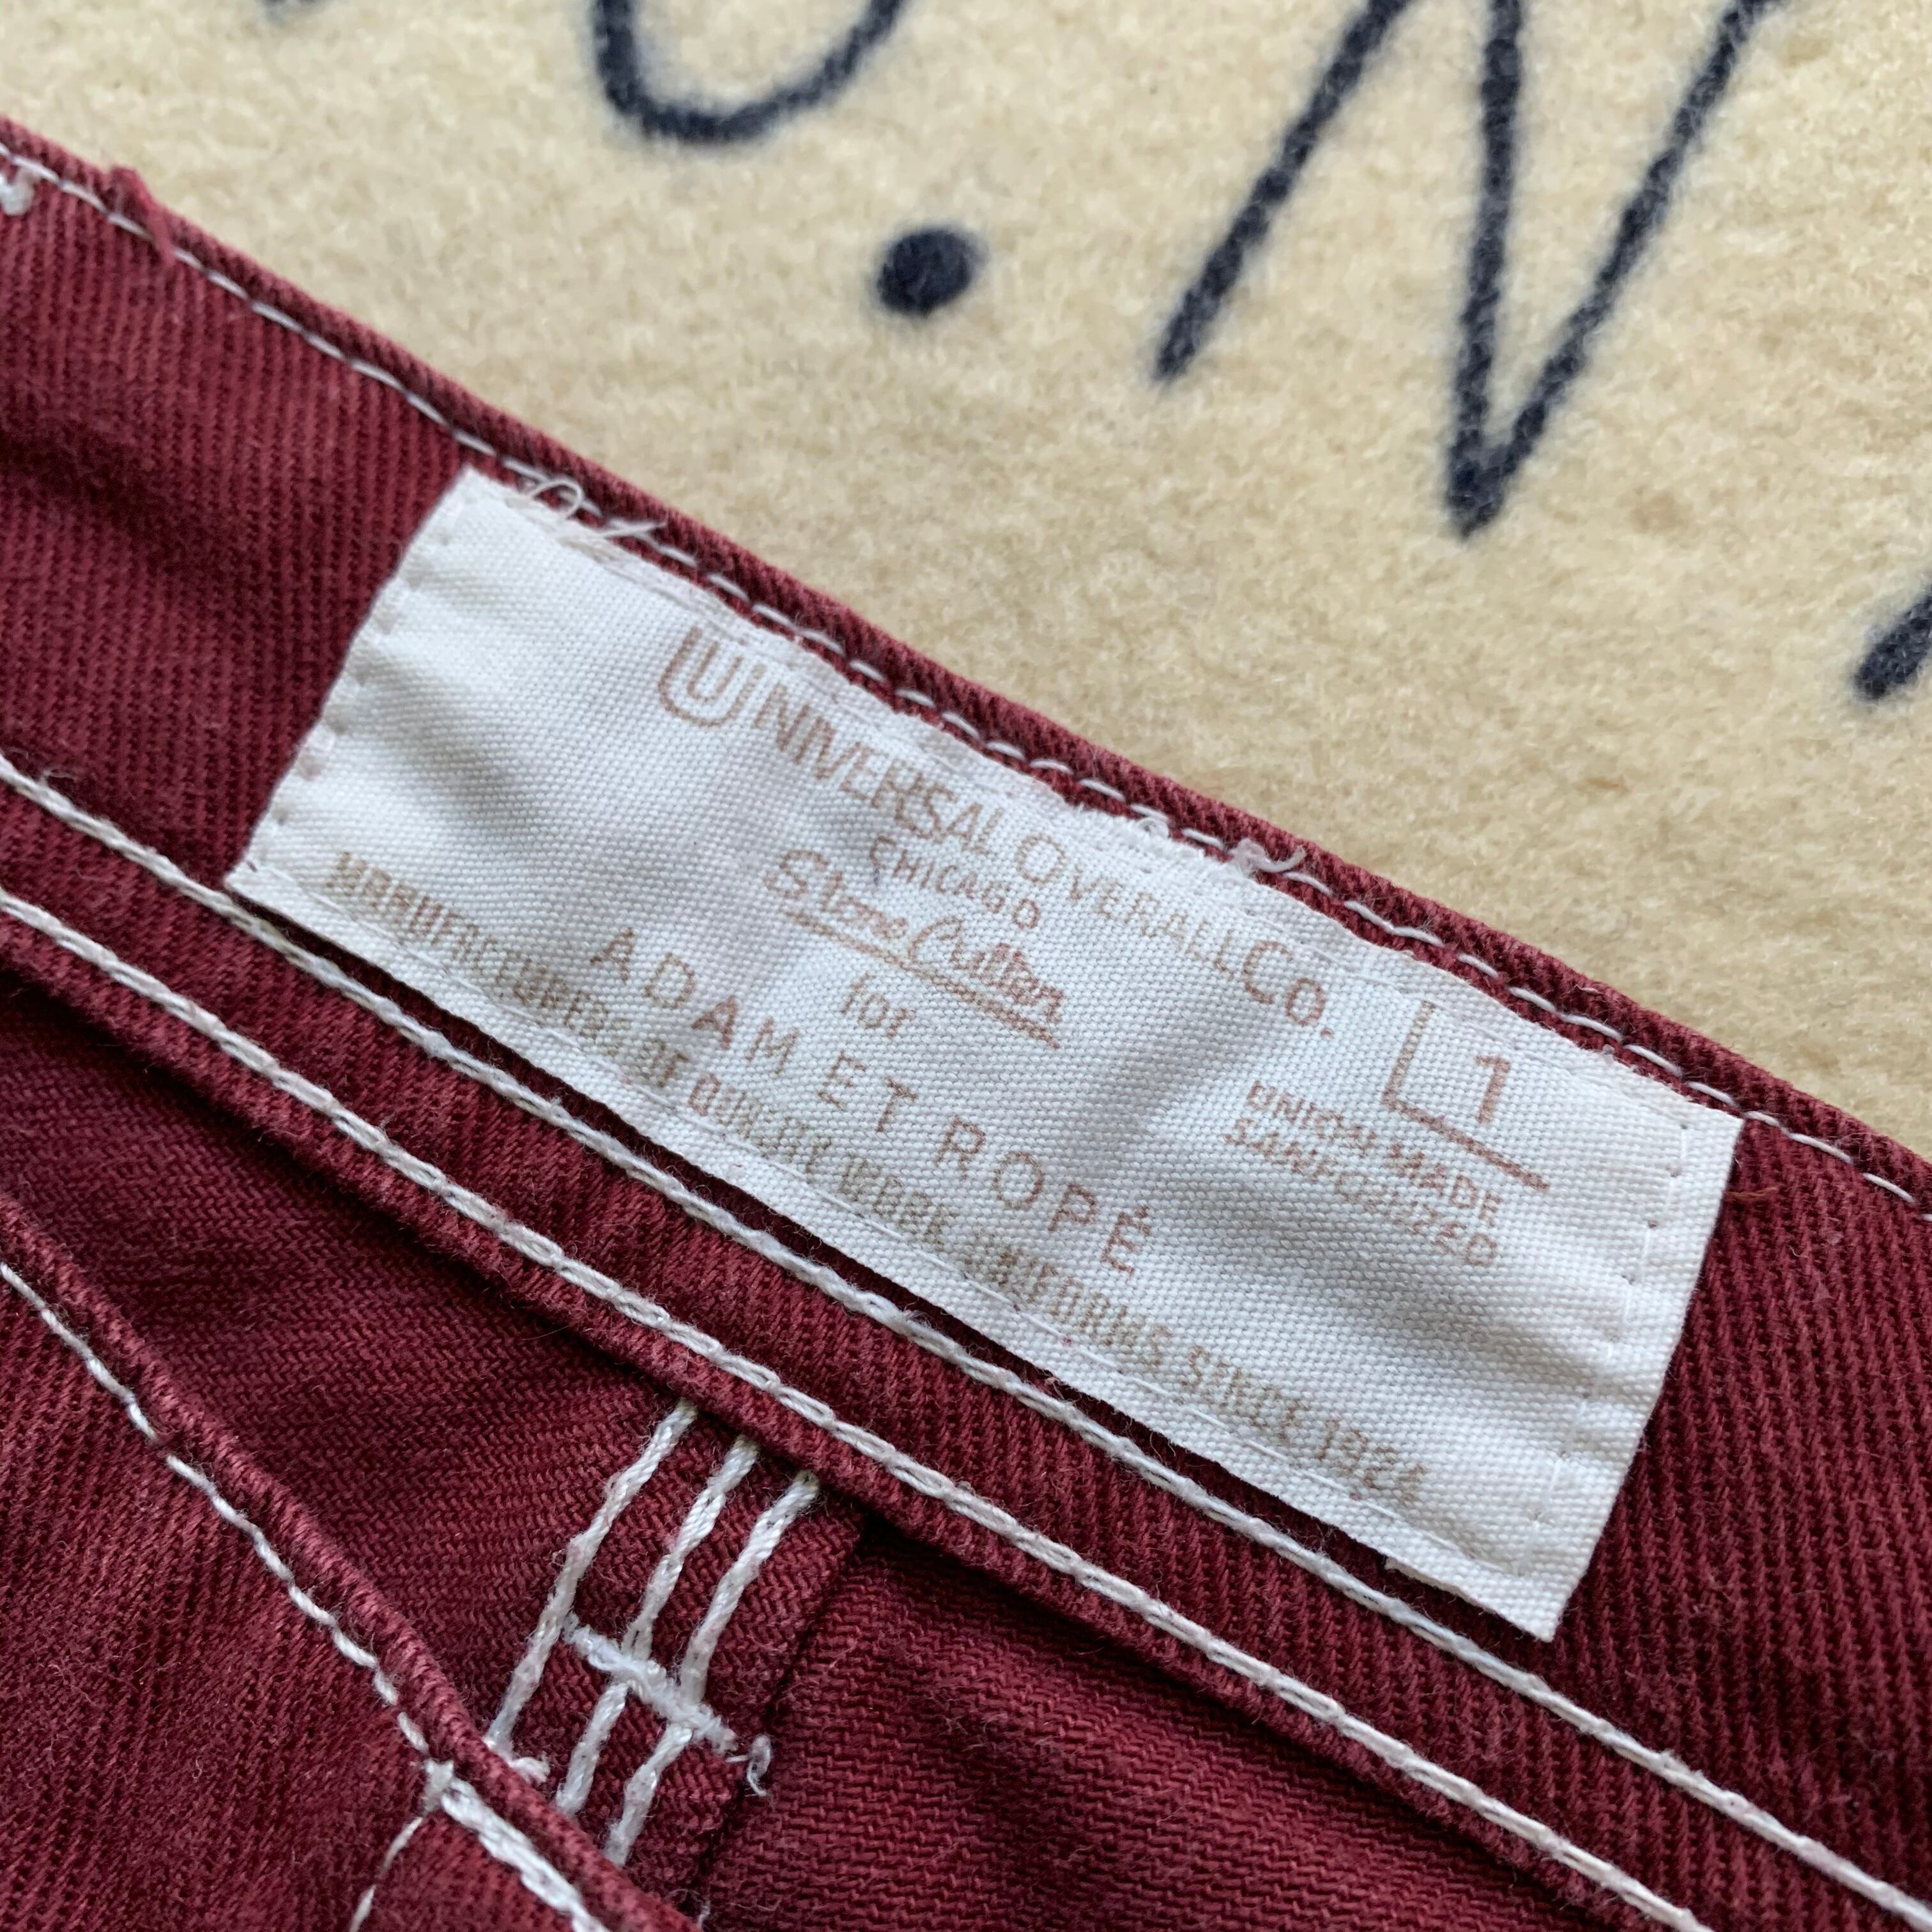 UNIVERSAL OVERALL CO.
CHICAGO
Stone Cutter
for
ADAM ET ROPÉ
L 1
UNION MADE
SANFORIZED
MANUFACTURERS OF QUALITY WORK UNIFORMS SINCE 1924